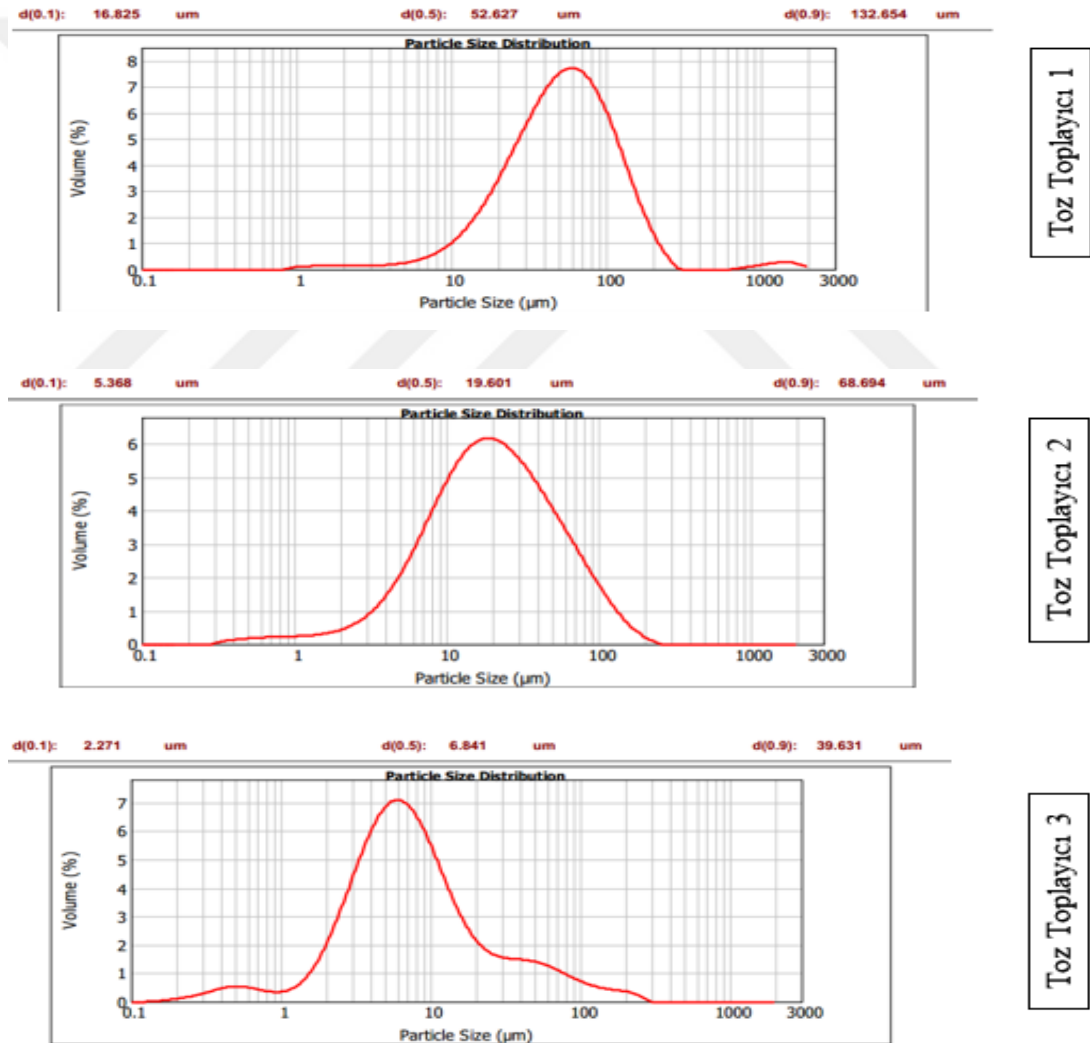 d(0.1): 16.825 um d(0.5): 52.627 um d(0.9): 132.654 um
Particle Size Distribution
8
7
6
5
4
3
2
1
0
Volume (%)
0.1 1 10 100 1000 3000
Particle Size (µm)
Toz Toplayıcı 1
d(0.1): 5.368 um d(0.5): 19.601 um d(0.9): 68.694 um
Particle Size Distribution
6
5
4
3
2
1
0
Volume (%)
0.1 1 10 100 1000 3000
Particle Size (µm)
Toz Toplayıcı 2
d(0.1): 2.271 um d(0.5): 6.841 um d(0.9): 39.631 um
Particle Size Distribution
7
6
5
4
3
2
1
0
Volume (%)
0.1 1 10 100 1000 3000
Particle Size (µm)
Toz Toplayıcı 3